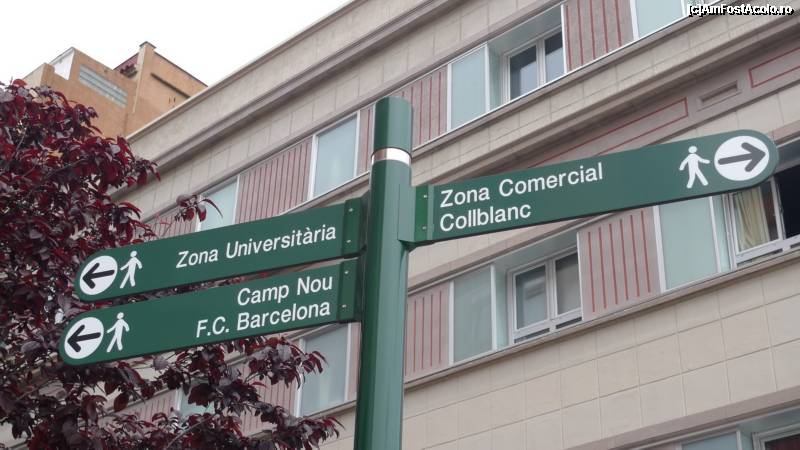 [c]AmFostAcolo.ro
Zona Comercial
Collblanc
Zona Universitària
Camp Nou
F.C. Barcelona